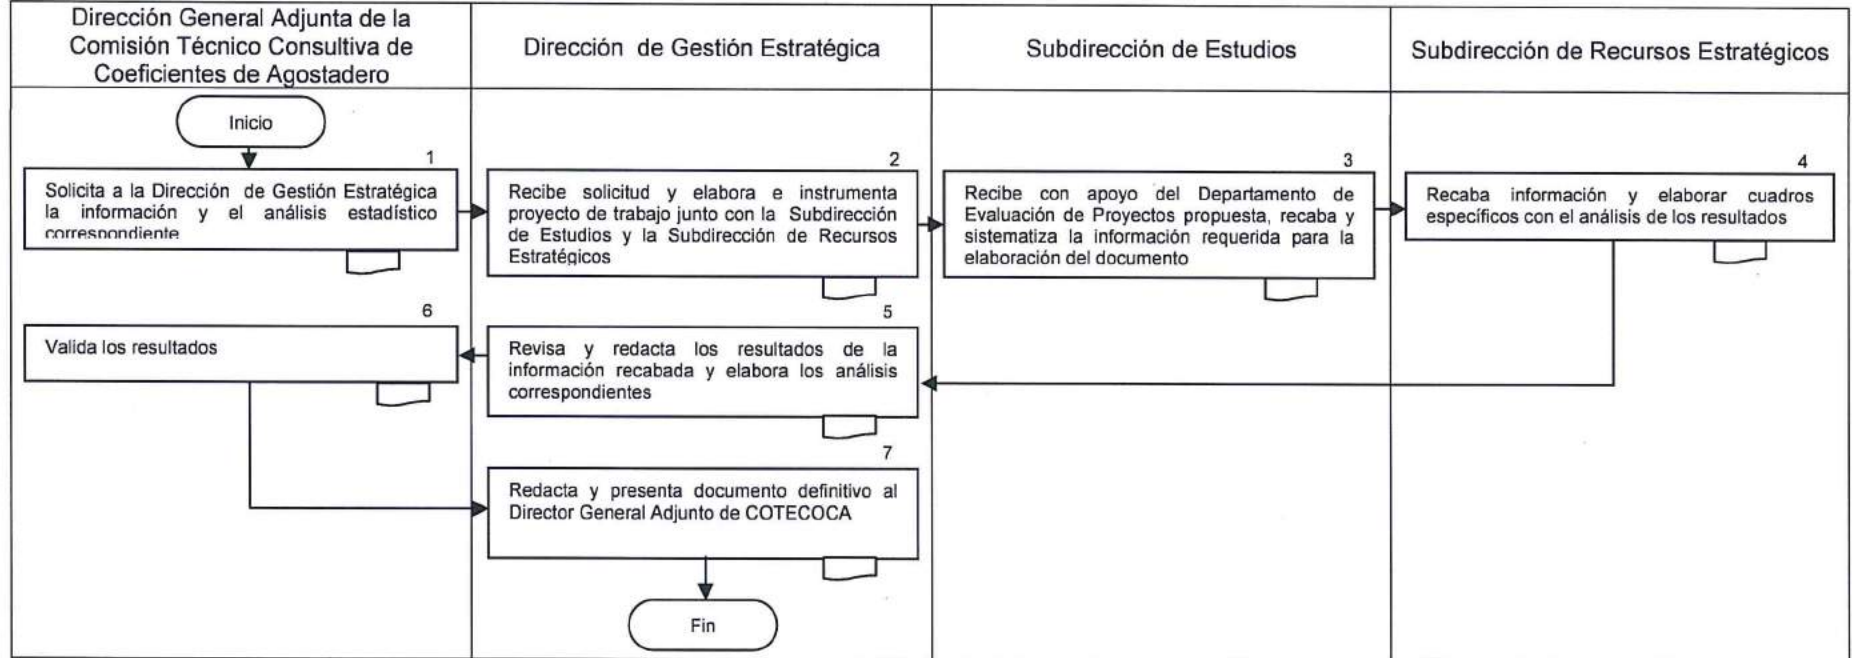 Dirección General Adjunta de la
Comisión Técnico Consultiva de
Coeficientes de Agostadero
Dirección de Gestión Estratégica
Subdirección de Estudios
Subdirección de Recursos Estratégicos
Inicio
1
Solicita a la Dirección de Gestión Estratégica
la información y el análisis estadístico
correspondiente
2
Recibe solicitud y elabora e instrumenta
proyecto de trabajo junto con la Subdirección
de Estudios y la Subdirección de Recursos
Estratégicos
3
Recibe con apoyo del Departamento de
Evaluación de Proyectos propuesta, recaba y
sistematiza la información requerida para la
elaboración del documento
4
Recaba información y elaborar cuadros
específicos con el análisis de los resultados
6
Valida los resultados
5
Revisa y redacta los resultados de la
información recabada y elabora los análisis
correspondientes
7
Redacta y presenta documento definitivo al
Director General Adjunto de COTECOCA
Fin